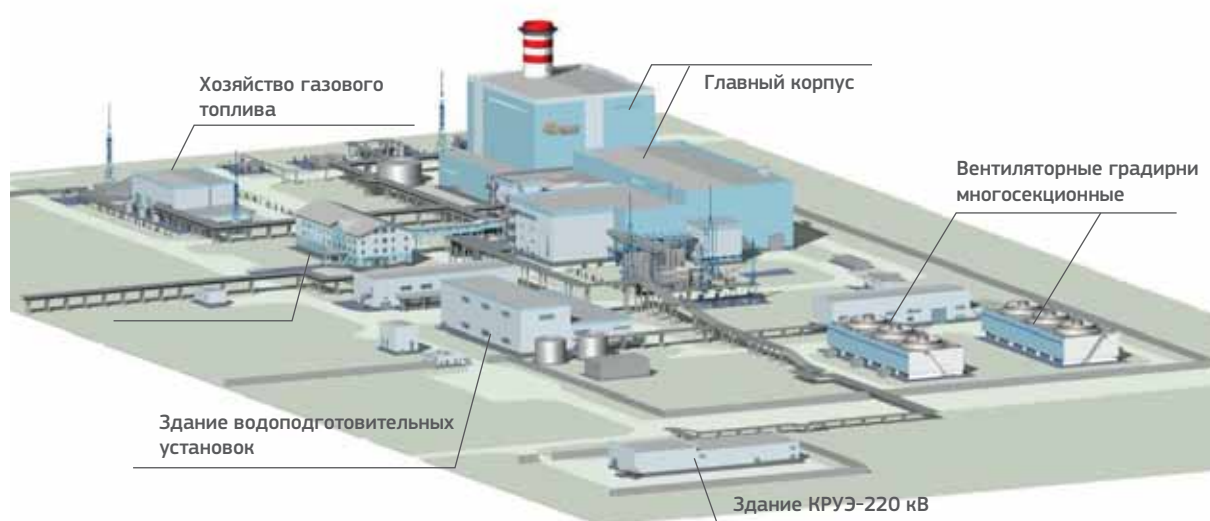 Хозяйство газового
топлива
Главный корпус
Вентиляторные градирни
многосекционные
Здание водоподготовительных
установок
Здание КРУЭ-220 кВ